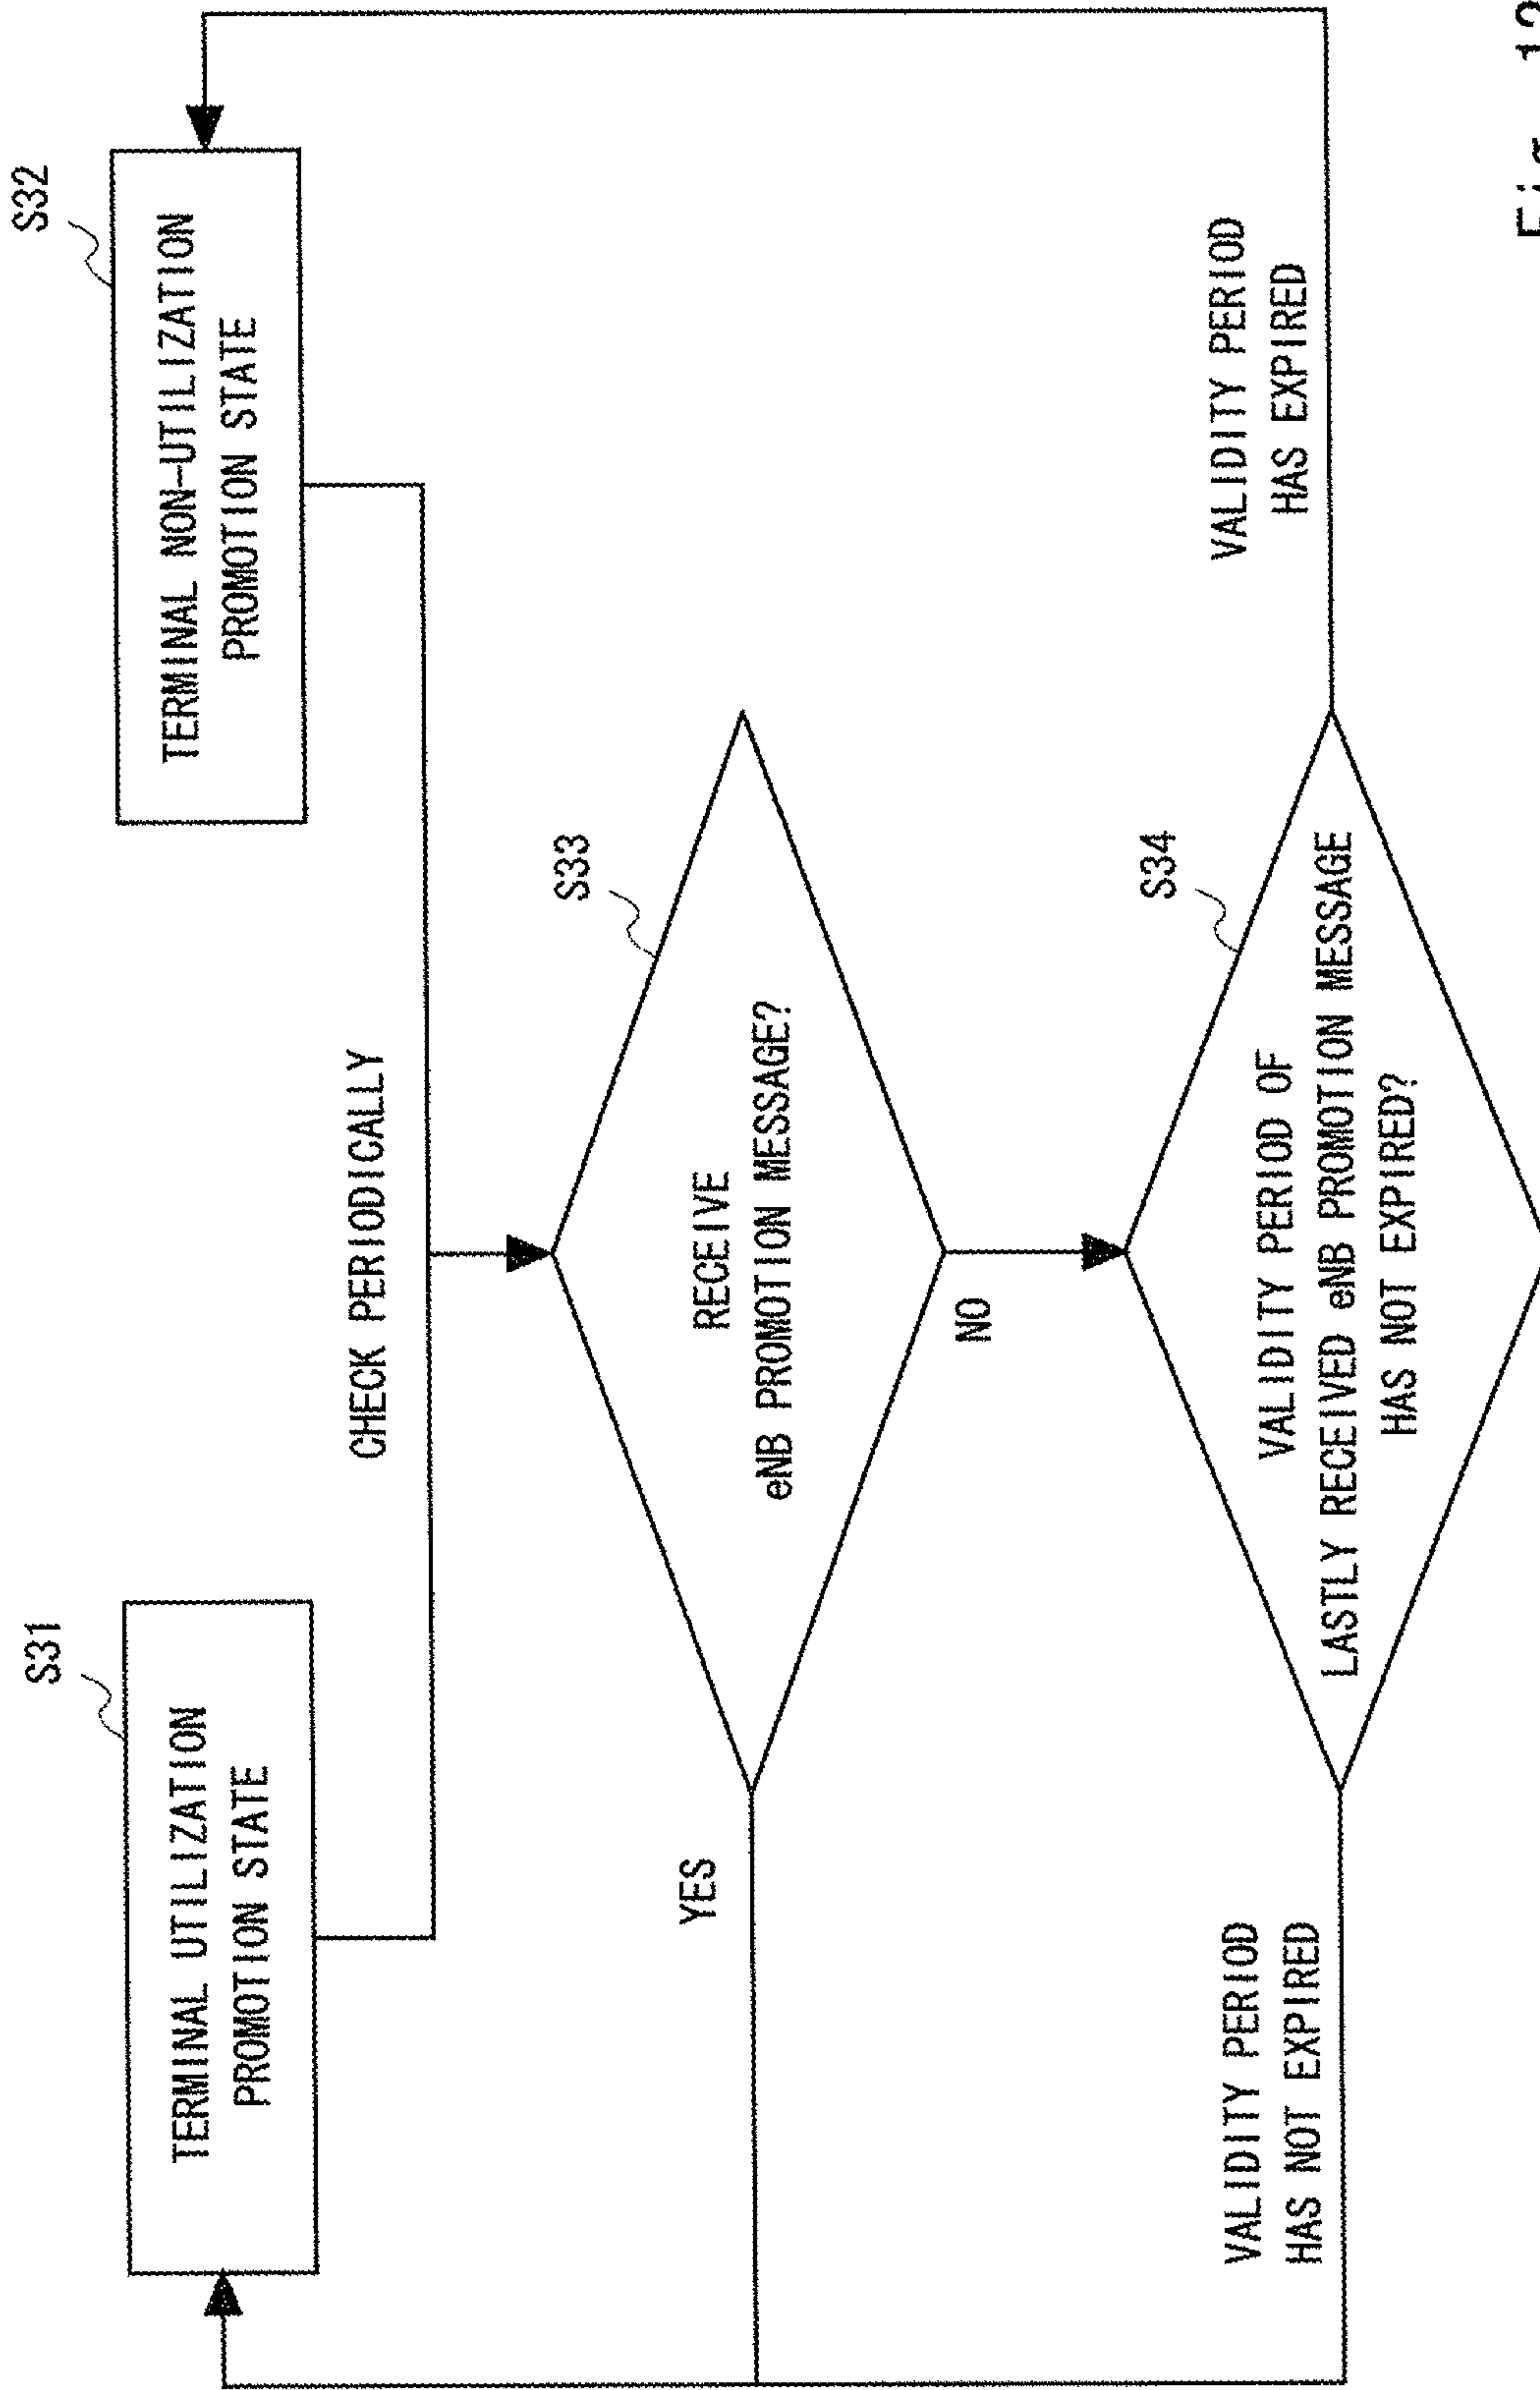 S31
TERMINAL UTILIZATION
PROMOTION STATE
S32
TERMINAL NON-UTILIZATION
PROMOTION STATE
CHECK PERIODICALLY
S33
RECEIVE
eNB PROMOTION MESSAGE?
YES
NO
S34
VALIDITY PERIOD OF
LASTLY RECEIVED eNB PROMOTION MESSAGE
HAS NOT EXPIRED?
VALIDITY PERIOD
HAS NOT EXPIRED
VALIDITY PERIOD
HAS EXPIRED